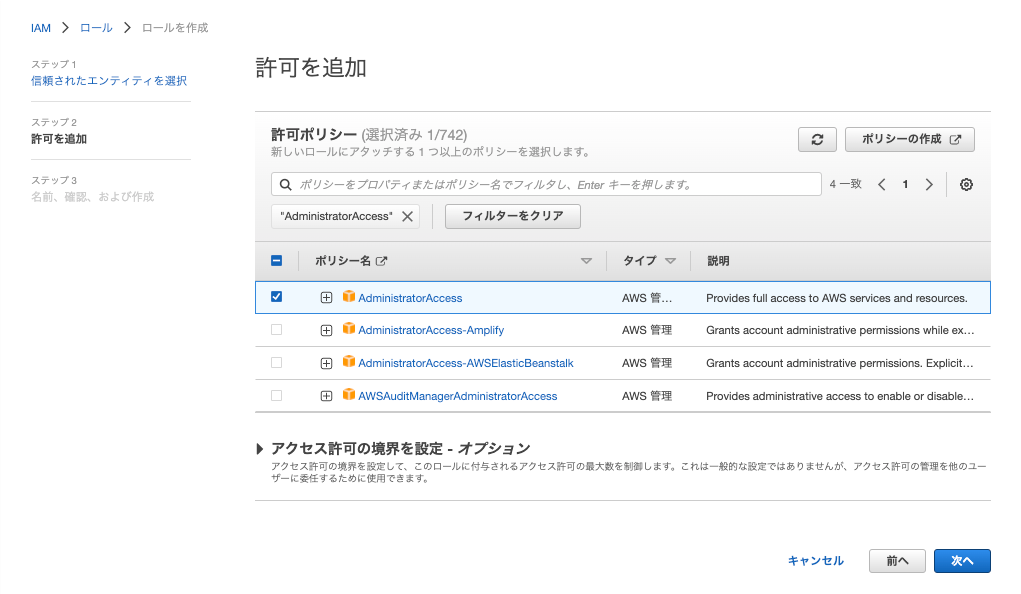 IAM > ロール > ロールを作成
ステップ 1
信頼されたエンティティを選択
ステップ 2
許可を追加
ステップ 3
名前、確認、および作成
許可を追加
許可ポリシー (選択済み 1/742)
新しいロールにアタッチする 1 つ以上のポリシーを選択します。
ポリシーの作成
ポリシーをプロパティまたはポリシー名でフィルタし、Enter キーを押します。
4 一致
1
"AdministratorAccess"
フィルターをクリア
ポリシー名 タイプ 説明
AdministratorAccess AWS 管… Provides full access to AWS services and resources.
AdministratorAccess-Amplify AWS 管理 Grants account administrative permissions while ex…
AdministratorAccess-AWSElasticBeanstalk AWS 管理 Grants account administrative permissions. Explicit…
AWSAuditManagerAdministratorAccess AWS 管理 Provides administrative access to enable or disable…
アクセス許可の境界を設定 - オプション
アクセス許可の境界を設定して、このロールに付与されるアクセス許可の最大数を制御します。これは一般的な設定ではありませんが、アクセス許可の管理を他のユー
ザーに委任するために使用できます。
キャンセル 前へ 次へ